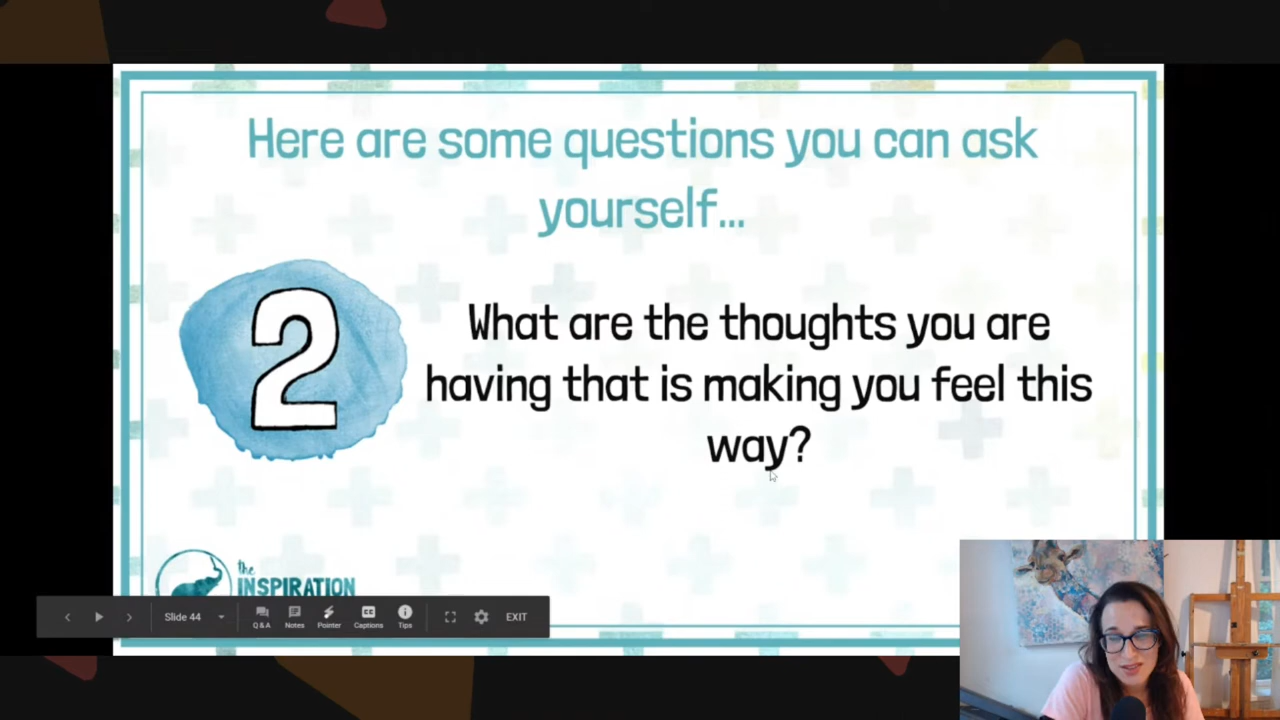 Here are some questions you can ask
yourself...
2
What are the thoughts you are
having that is making you feel this
way?
the
INSPIRATION
Slide 44
Q&A
Notes
Pointer
Captions
Tips
EXIT